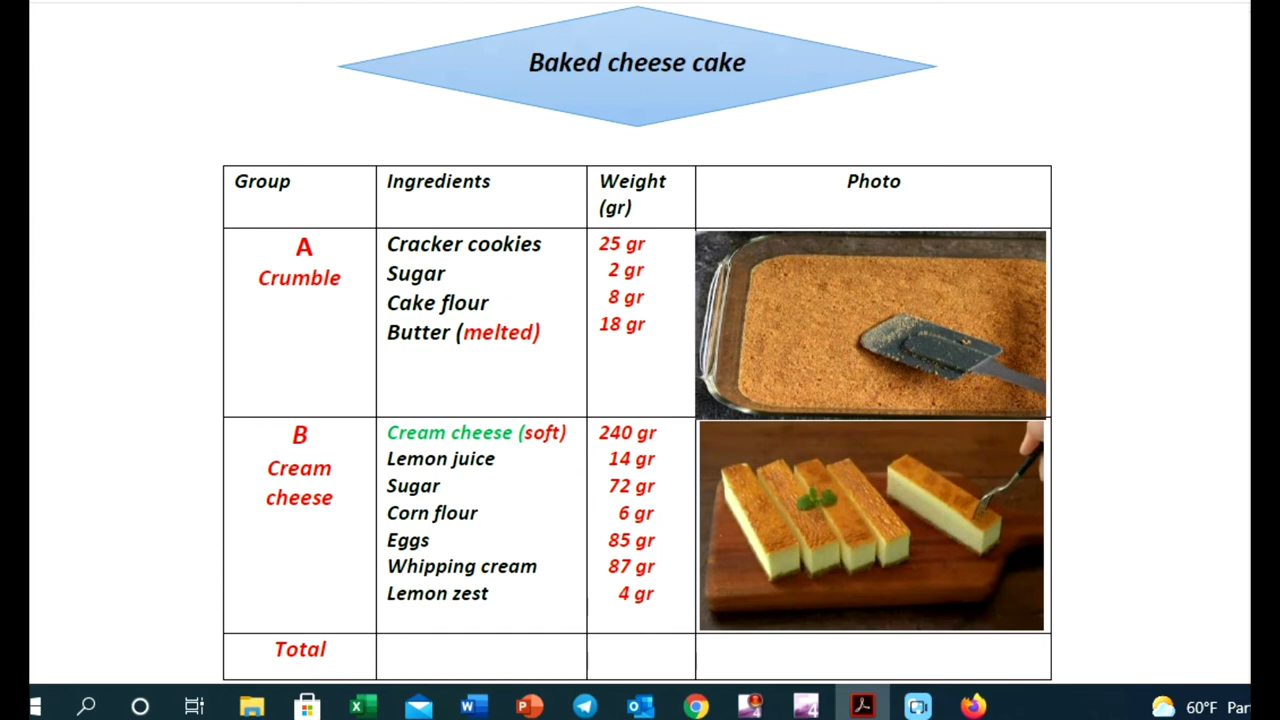 Baked cheese cake
Group Ingredients Weight (gr) Photo
A Crumble
Cracker cookies 25 gr
Sugar 2 gr
Cake flour 8 gr
Butter (melted) 18 gr
B Cream cheese
Cream cheese (soft) 240 gr
Lemon juice 14 gr
Sugar 72 gr
Corn flour 6 gr
Eggs 85 gr
Whipping cream 87 gr
Lemon zest 4 gr
Total
60°F Par